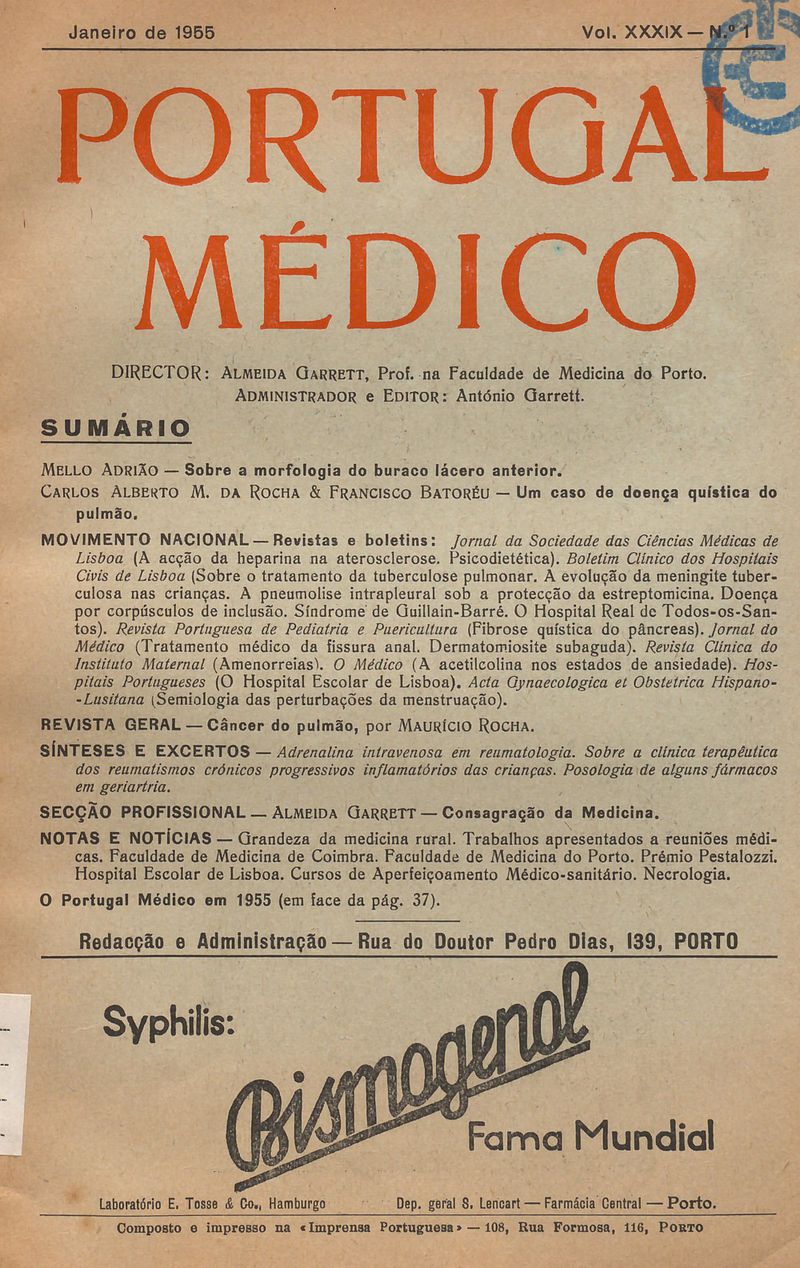 Janeiro de 1955 Vol. XXXIX — N.º 1
PORTUGAL
MÉDICO
DIRECTOR: ALMEIDA GARRETT, Prof. na Faculdade de Medicina do Porto.
ADMINISTRADOR e EDITOR: António Garrett.
SUMÁRIO
MELLO ADRIÃO — Sobre a morfologia do buraco lácero anterior.
CARLOS ALBERTO M. DA ROCHA & FRANCISCO BATORÉU — Um caso de doença quística do
pulmão.
MOVIMENTO NACIONAL — Revistas e boletins: Jornal da Sociedade das Ciências Médicas de
Lisboa (A acção da heparina na aterosclerose. Psicodietética). Boletim Clínico dos Hospitais
Civis de Lisboa (Sobre o tratamento da tuberculose pulmonar. A evolução da meningite tuber-
culosa nas crianças. A pneumolise intrapleural sob a protecção da estreptomicina. Doença
por corpúsculos de inclusão. Síndrome de Guillain-Barré. O Hospital Real de Todos-os-San-
tos). Revista Portuguesa de Pediatria e Puericultura (Fibrose quística do pâncreas). Jornal do
Médico (Tratamento médico da fissura anal. Dermatomiosite subaguda). Revista Clínica do
Instituto Maternal (Amenorreias). O Médico (A acetilcolina nos estados de ansiedade). Hos-
pitais Portugueses (O Hospital Escolar de Lisboa). Acta Gynaecologica et Obstetrica Hispano-
-Lusitana (Semiologia das perturbações da menstruação).
REVISTA GERAL — Câncer do pulmão, por MAURÍCIO ROCHA.
SÍNTESES E EXCERTOS — Adrenalina intravenosa em reumatologia. Sobre a clínica terapêutica
dos reumatismos crónicos progressivos inflamatórios das crianças. Posologia de alguns fármacos
em geriartria.
SECÇÃO PROFISSIONAL — ALMEIDA GARRETT — Consagração da Medicina.
NOTAS E NOTÍCIAS — Grandeza da medicina rural. Trabalhos apresentados a reuniões médi-
cas. Faculdade de Medicina de Coimbra. Faculdade de Medicina do Porto. Prémio Pestalozzi.
Hospital Escolar de Lisboa. Cursos de Aperfeiçoamento Médico-sanitário. Necrologia.
O Portugal Médico em 1955 (em face da pág. 37).
Redacção e Administração — Rua do Doutor Pedro Dias, 139, PORTO
Syphilis:
Bismogenol
Fama Mundial
Laboratório E. Tosse & Co., Hamburgo Dep. geral S. Lencart — Farmácia Central — Porto.
Composto e impresso na «Imprensa Portuguesa» — 108, Rua Formosa, 116, PORTO